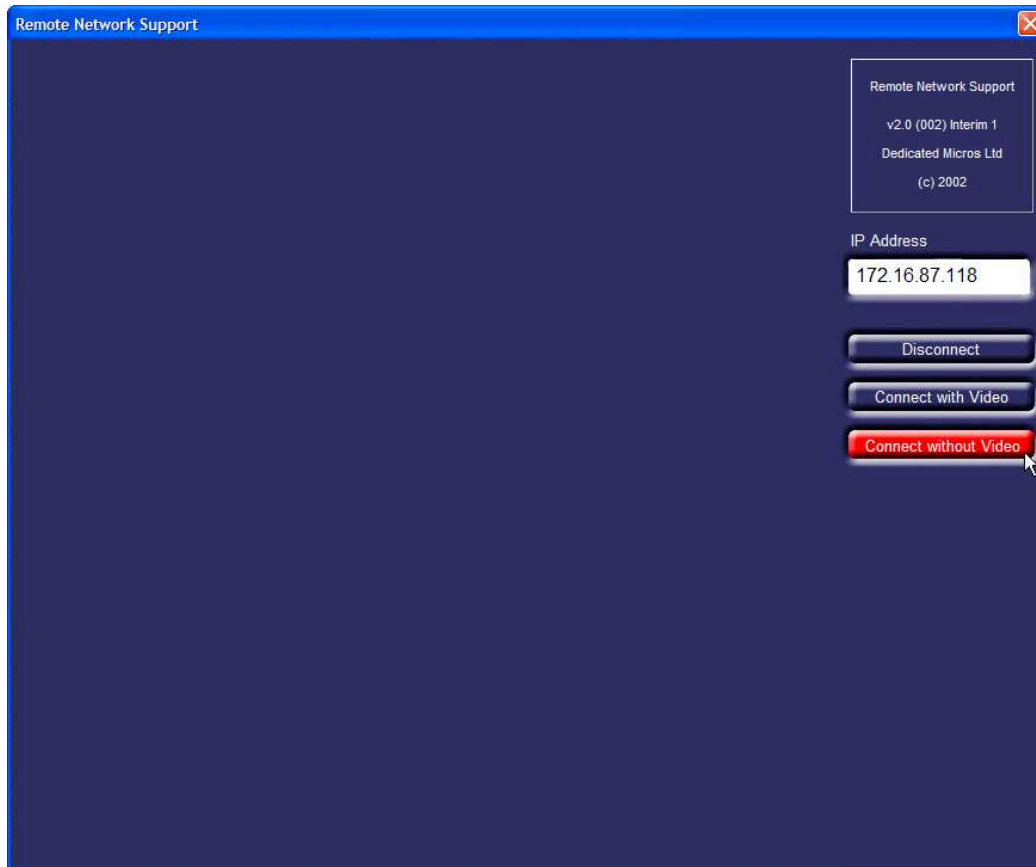 Remote Network Support
Remote Network Support
v2.0 (002) Interim 1
Dedicated Micros Ltd
(c) 2002
IP Address
172.16.87.118
Disconnect
Connect with Video
Connect without Video